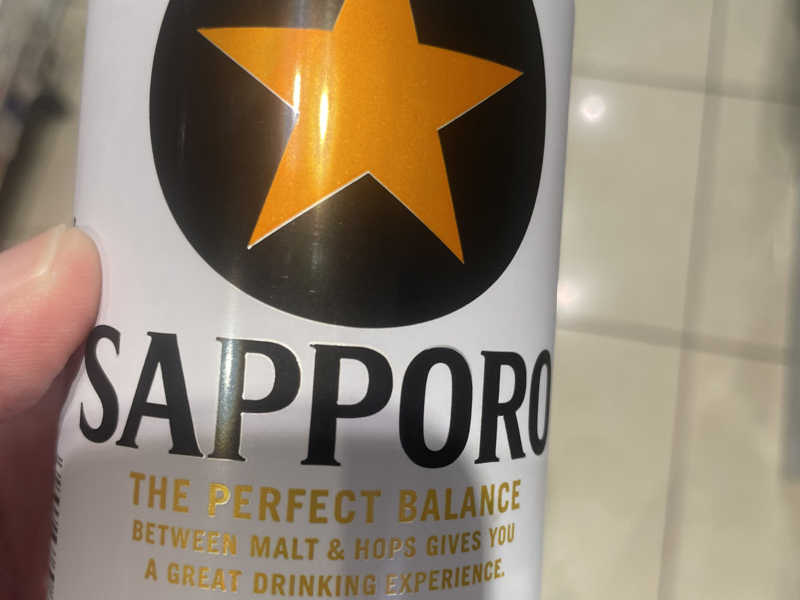 SAPPORO
THE PERFECT BALANCE
BETWEEN MALT & HOPS GIVES YOU
A GREAT DRINKING EXPERIENCE.